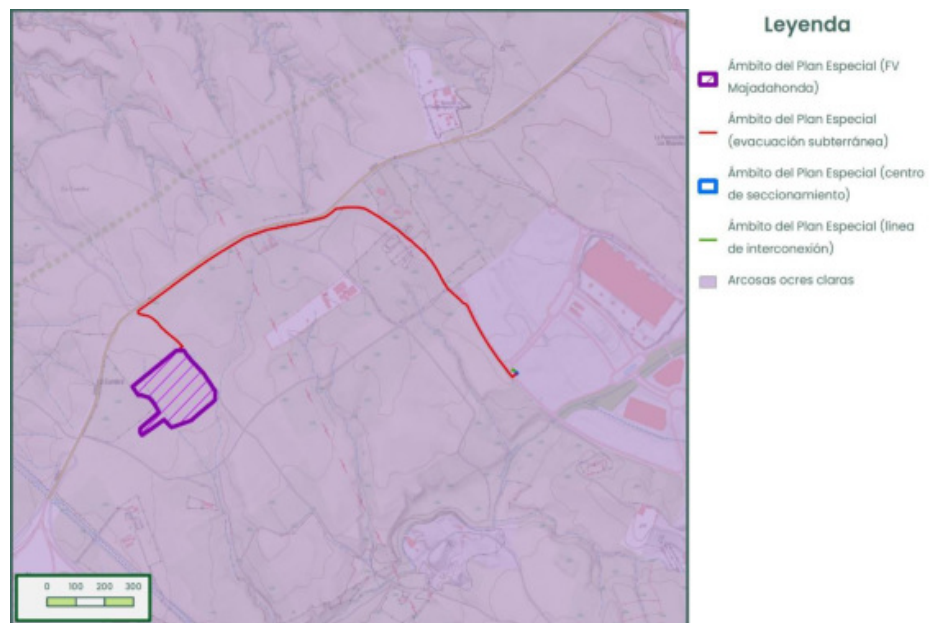 Leyenda
Ámbito del Plan Especial (FV
Majadahonda)
Ámbito del Plan Especial
(evacuación subterránea)
Ámbito del Plan Especial (centro
de seccionamiento)
Ámbito del Plan Especial (línea
de interconexión)
Arcosas ocres claras
0 100 200 300